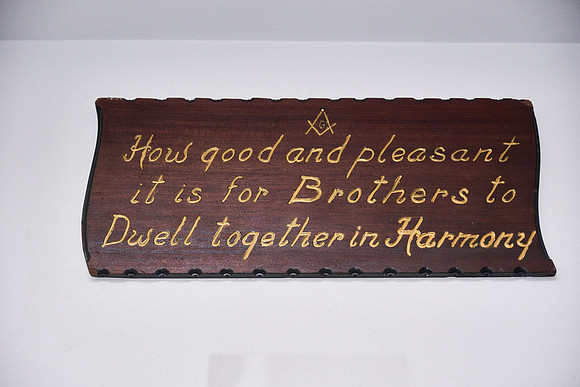 G
How good and pleasant
it is for Brothers to
Dwell together in Harmony